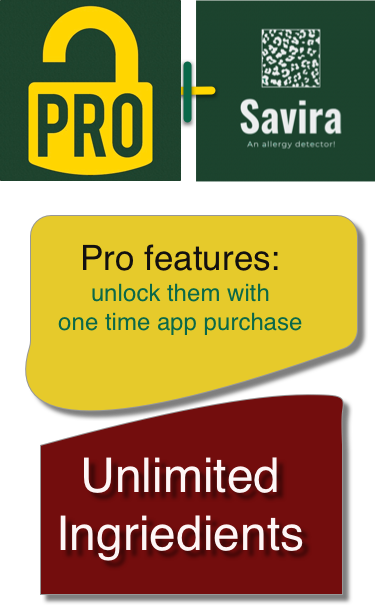 PRO
Savira
An allergy detector!
Pro features:
unlock them with
one time app purchase
Unlimited
Ingriedients